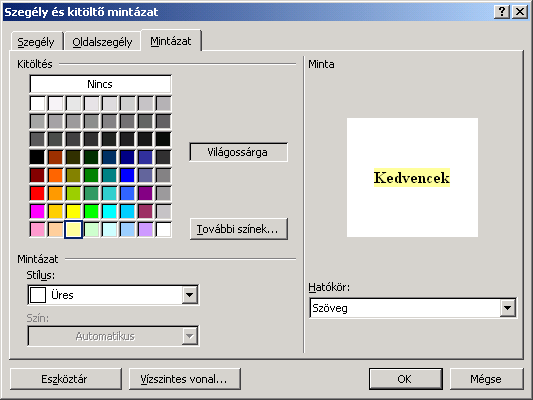 Szegély és kitöltő mintázat
Szegély
Oldalszegély
Mintázat
Kitöltés
Nincs
Világossárga
További színek...
Mintázat
Stílus:
Üres
Szín:
Automatikus
Minta
Kedvencek
Hatókör:
Szöveg
Eszköztár
Vízszintes vonal...
OK
Mégse